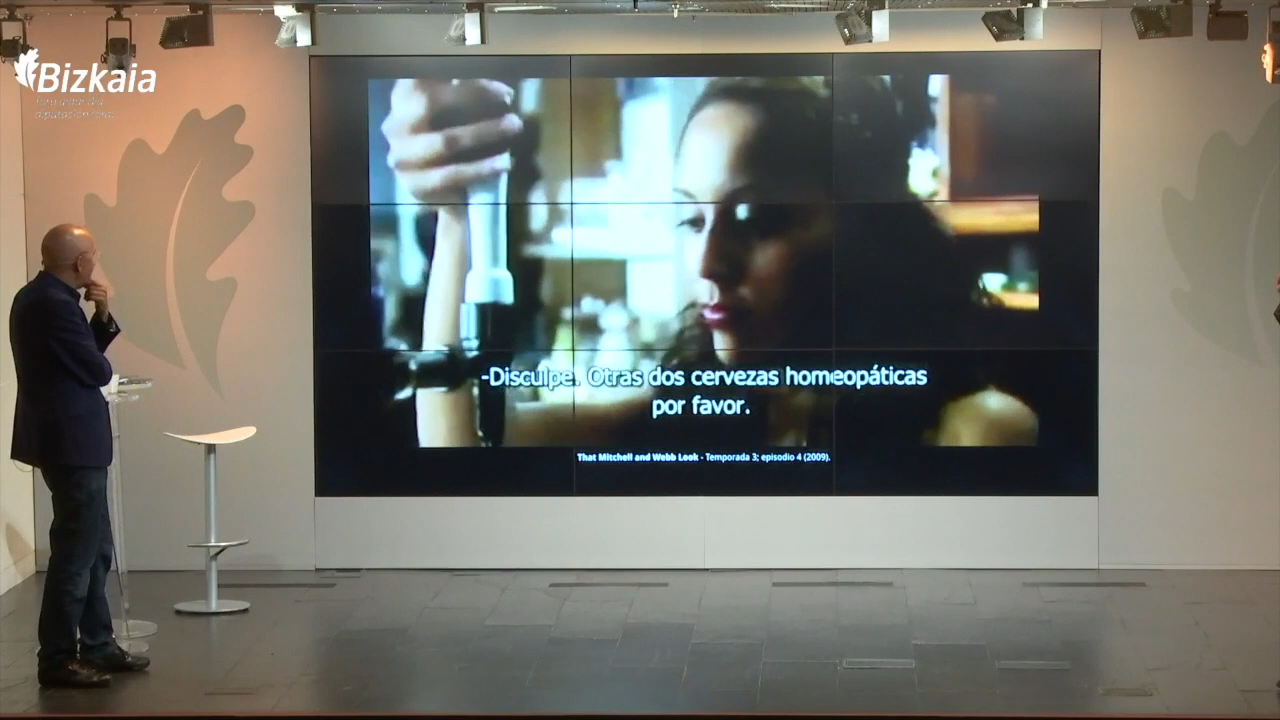 Bizkaia
-Disculpe. Otras dos cervezas homeopáticas
por favor.
That Mitchell and Webb Look - Temporada 3; episodio 4 (2009).